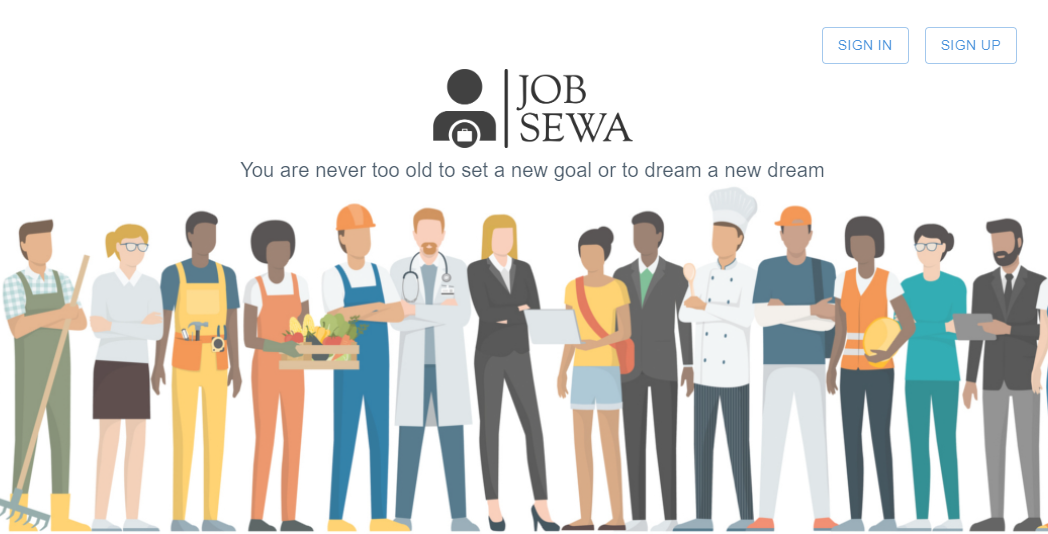 SIGN IN
SIGN UP
JOB
SEWA
You are never too old to set a new goal or to dream a new dream